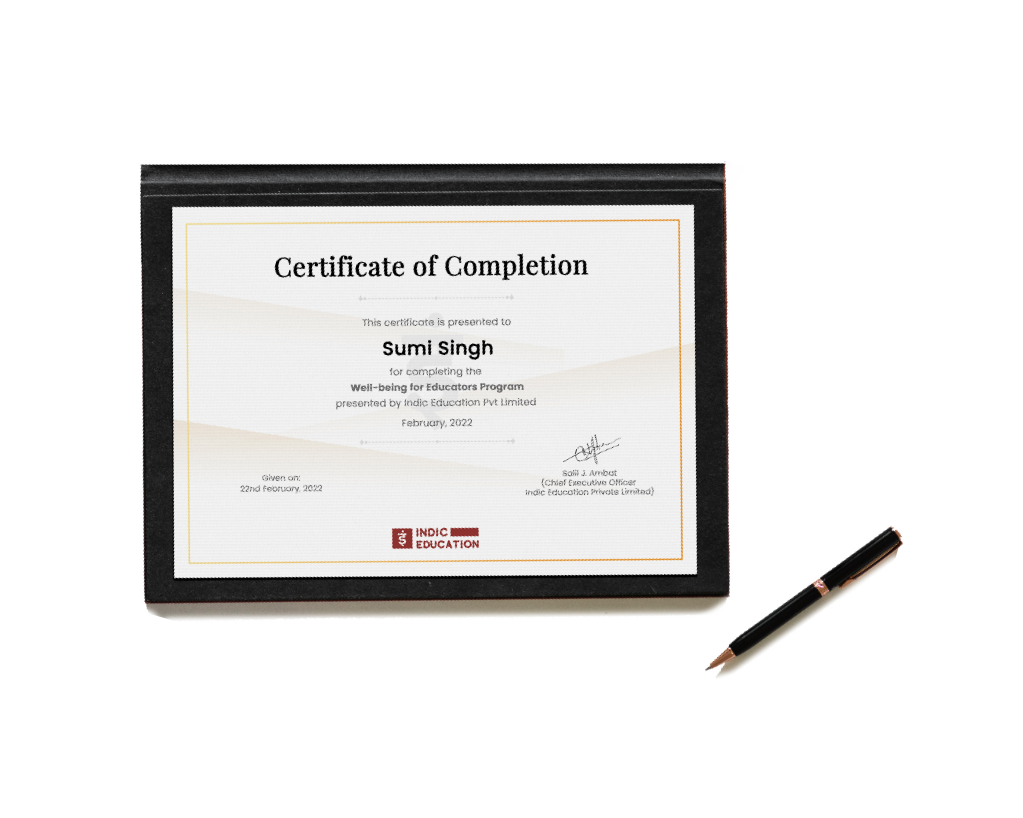 Certificate of Completion
This certificate is presented to
Sumi Singh
for completing the
Well-being for Educators Program
presented by Indic Education Pvt Limited
February, 2022
Given on:
22nd February, 2022
Salil J. Ambat
(Chief Executive Officer
Indic Education Private Limited)
INDIC
EDUCATION